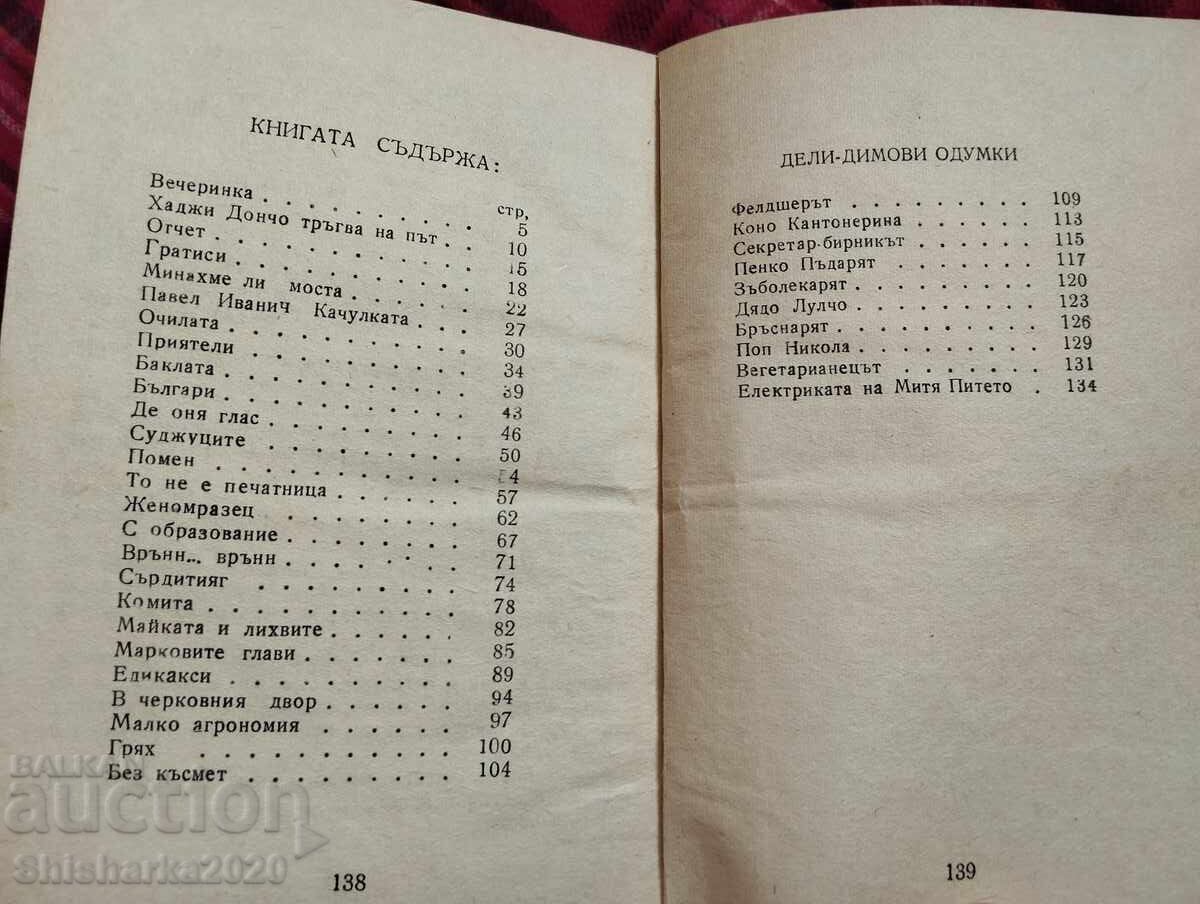 КНИГАТА СЪДЪРЖА:
стр,
Вечеринка . . . . . . . . 5
Хаджи Дончо тръгва на път . . 10
Отчет . . . . . . . . . . 15
Гратиси . . . . . . . . . 18
Минахме ли моста . . . . . . 22
Павел Иванич Качулката . . . 27
Очилата . . . . . . . . . 30
Приятели . . . . . . . . . 34
Баклата . . . . . . . . . 39
Българи . . . . . . . . . 43
Де оня глас . . . . . . . . 46
Суджуците . . . . . . . . 50
Помен . . . . . . . . . . 54
То не е печатница . . . . . . 57
Женомразец . . . . . . . . 62
С образование . . . . . . . 67
Врънн... врънн . . . . . . . 71
Сърдитияг . . . . . . . . 74
Комита . . . . . . . . . . 78
Майката и лихвите . . . . . . 82
Марковите глави . . . . . . . 85
Едикакси . . . . . . . . . 89
В черковния двор . . . . . . 94
Малко агрономия . . . . . . 97
Грях . . . . . . . . . . . 100
Без късмет . . . . . . . . . 104
138
ДЕЛИ-ДИМОВИ ОДУМКИ
Фелдшерът . . . . . . . . . 109
Коно Кантонерина . . . . . . 113
Секретар-бирникът . . . . . . 115
Пенко Пъдарят . . . . . . . 117
Зъболекарят . . . . . . . . 120
Дядо Лулчо . . . . . . . . 123
Бръснарят . . . . . . . . . 126
Поп Никола . . . . . . . . . 129
Вегетарианецът . . . . . . . 131
Електриката на Митя Питето . 134
139
BALKAN
auction
Shisharka2020